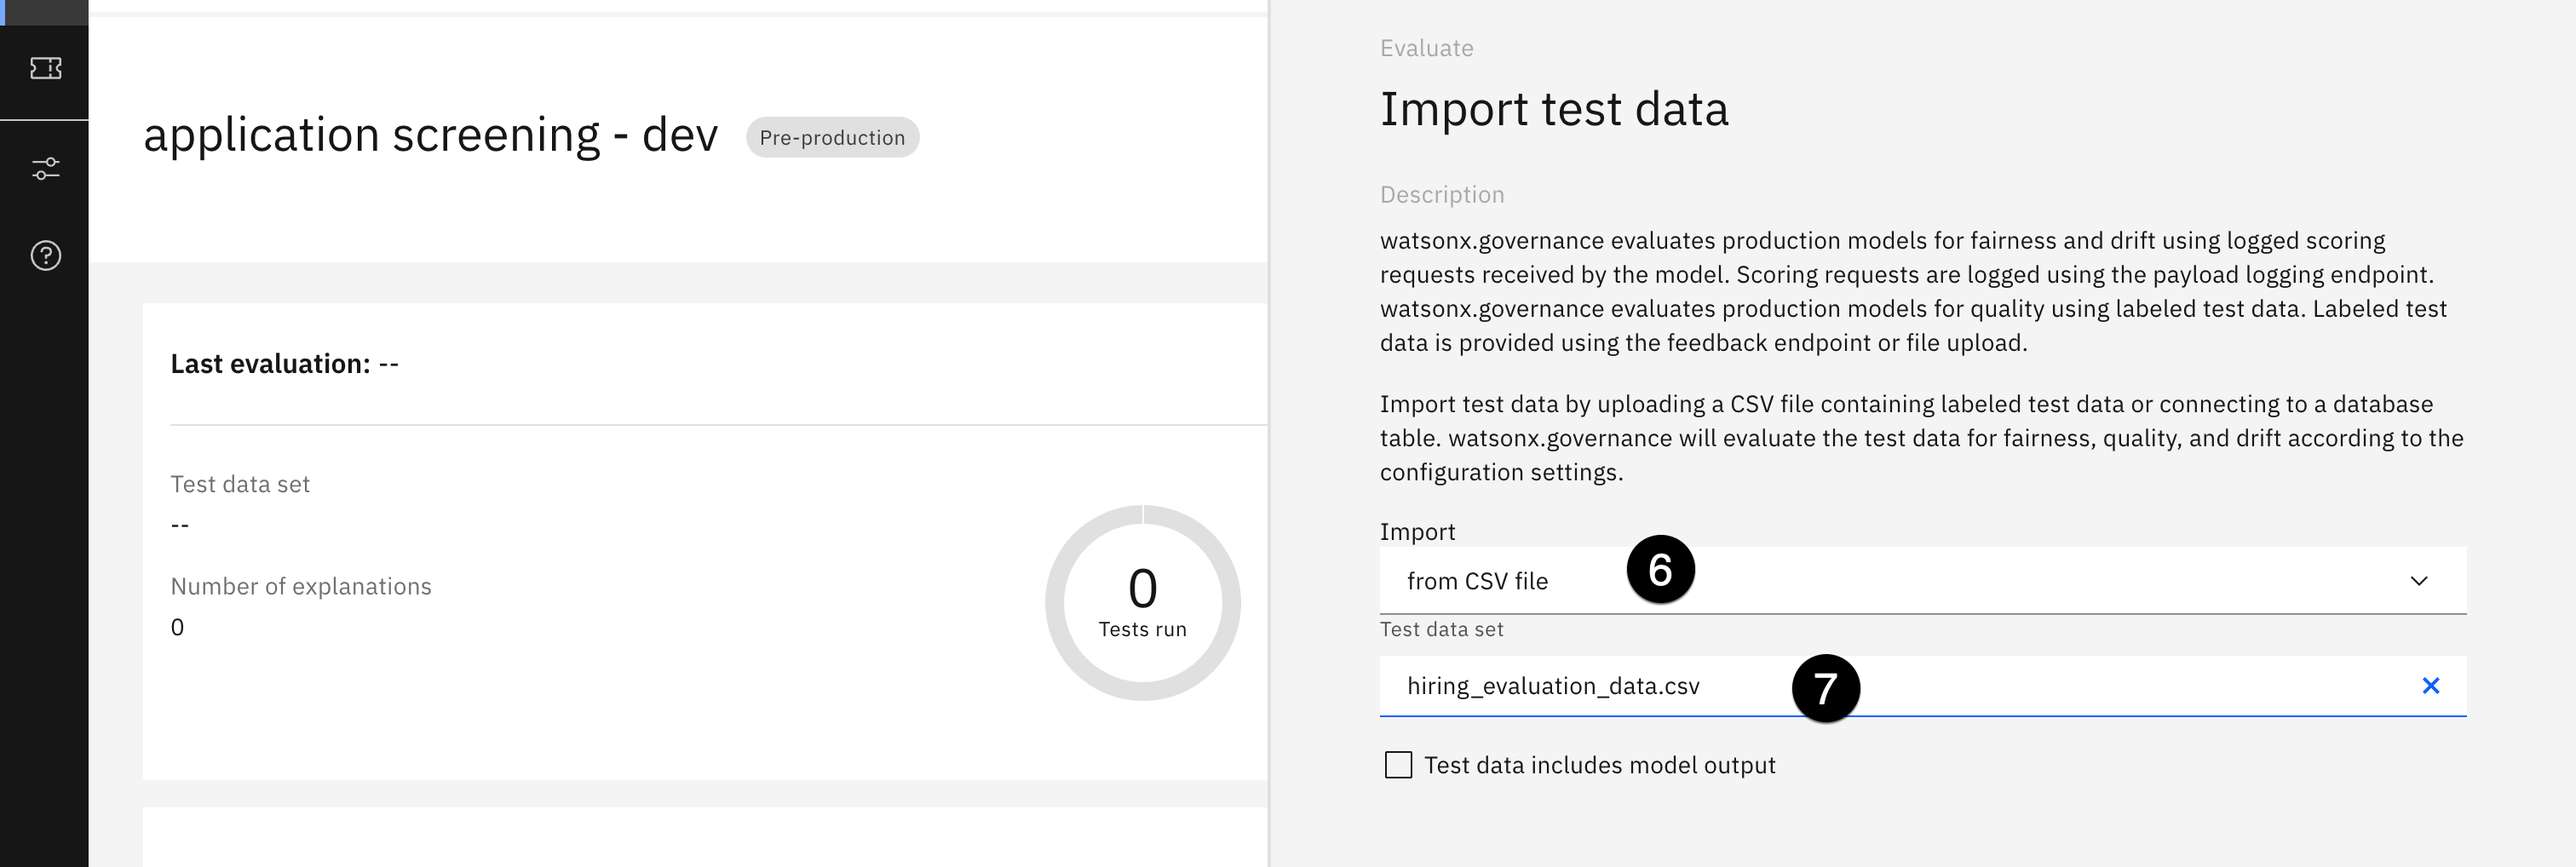 application screening - dev
Pre-production
Last evaluation: --
Test data set
--
Number of explanations
0
0
Tests run
Evaluate
Import test data
Description
watsonx.governance evaluates production models for fairness and drift using logged scoring
requests received by the model. Scoring requests are logged using the payload logging endpoint.
watsonx.governance evaluates production models for quality using labeled test data. Labeled test
data is provided using the feedback endpoint or file upload.
Import test data by uploading a CSV file containing labeled test data or connecting to a database
table. watsonx.governance will evaluate the test data for fairness, quality, and drift according to the
configuration settings.
Import
from CSV file
6
Test data set
hiring_evaluation_data.csv
7
Test data includes model output